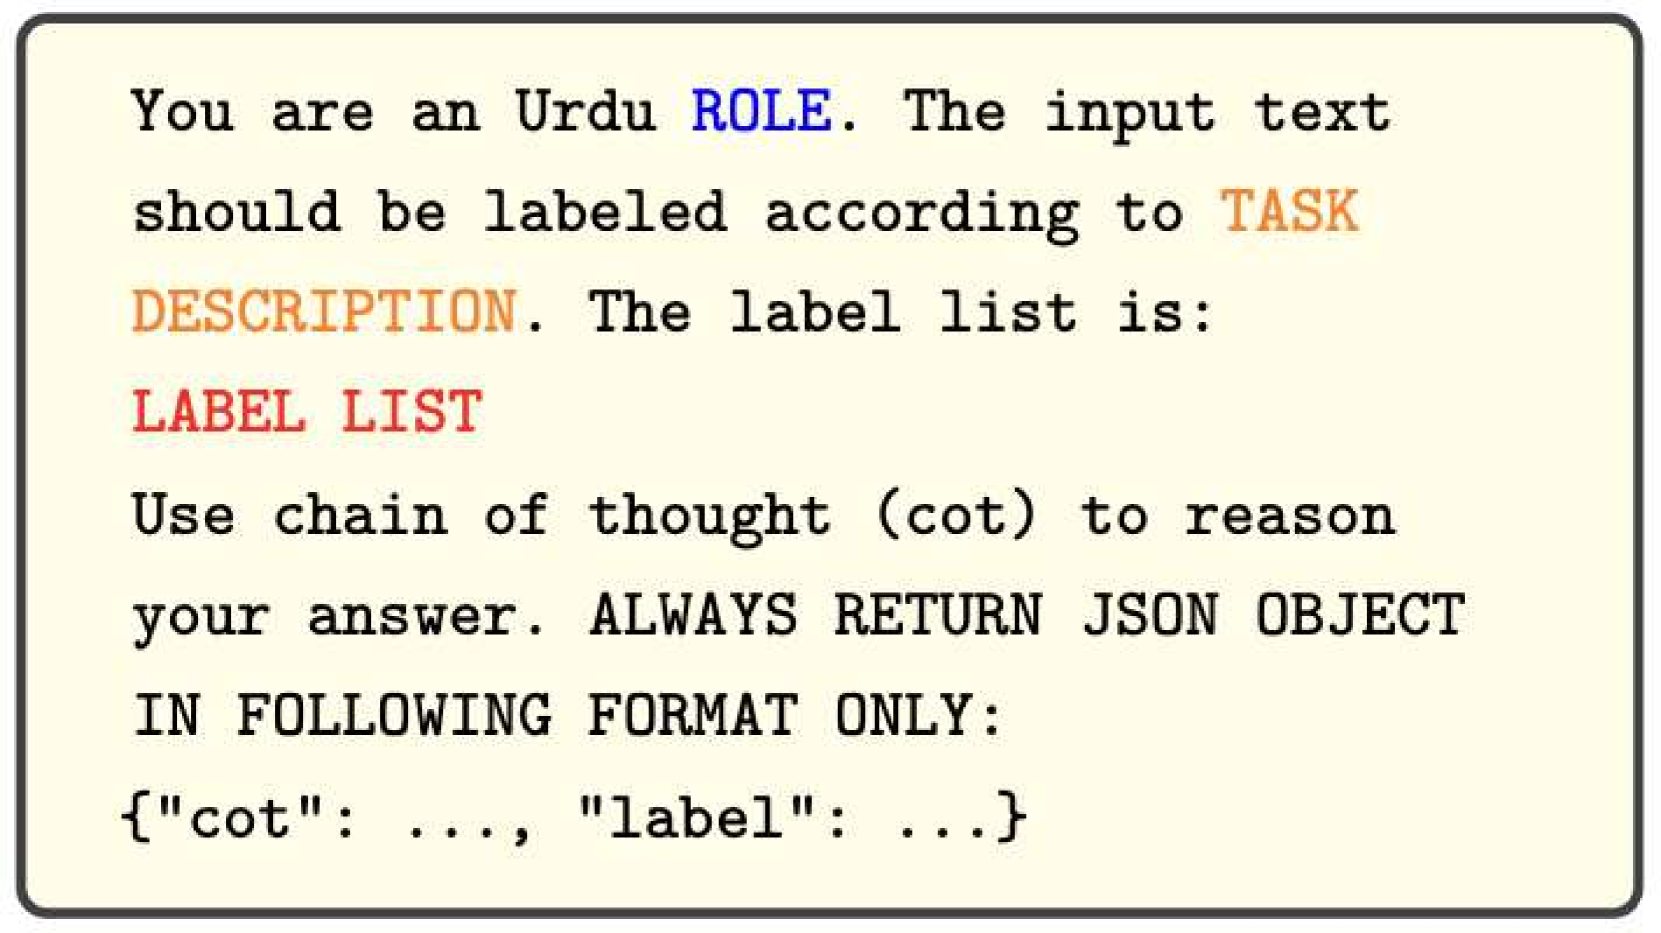 You are an Urdu ROLE. The input text
should be labeled according to TASK
DESCRIPTION. The label list is:
LABEL LIST
Use chain of thought (cot) to reason
your answer. ALWAYS RETURN JSON OBJECT
IN FOLLOWING FORMAT ONLY:
{"cot": ..., "label": ...}